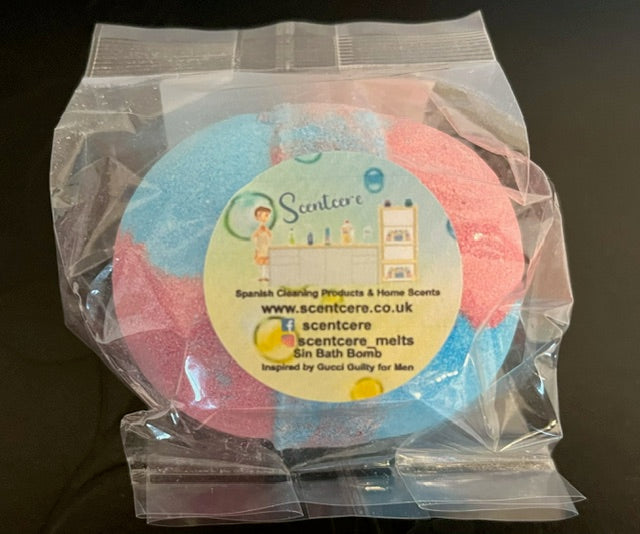 Scentcere
Spanish Cleaning Products & Home Scents
www.scentcere.co.uk
scentcere
scentcere_melts
Sin Bath Bomb
Inspired by Gucci Guilty for Men